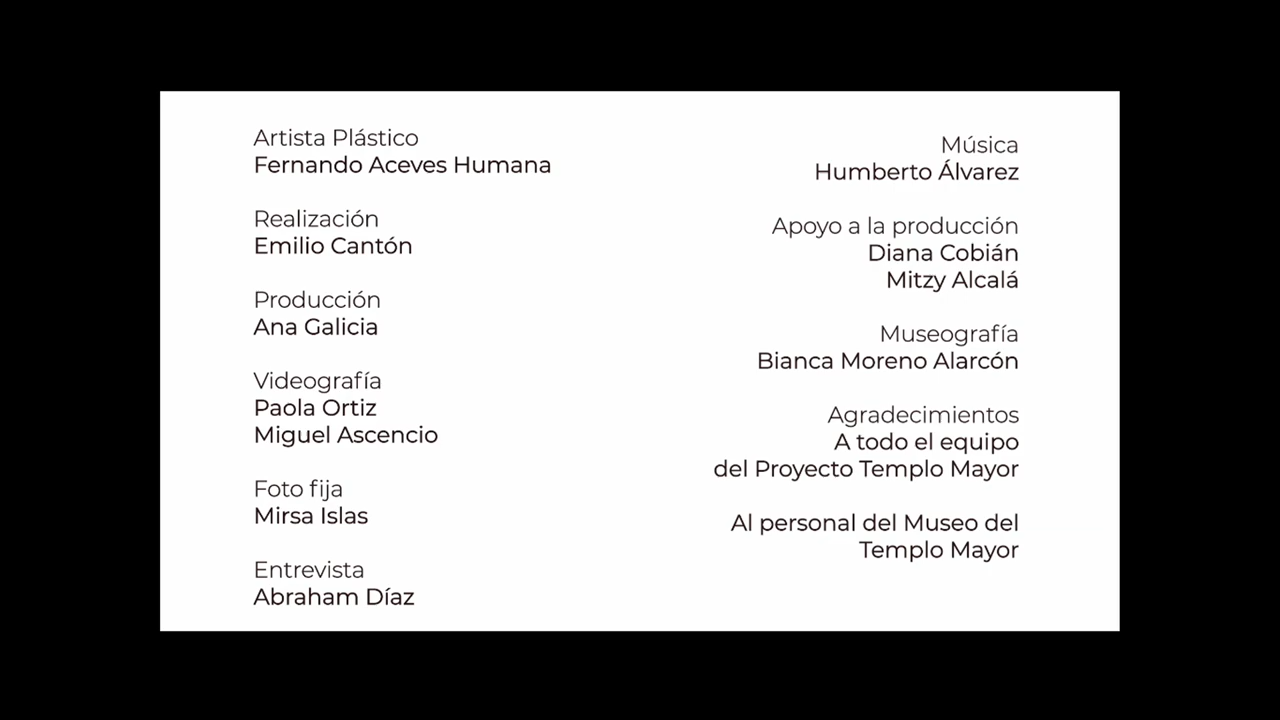 Artista Plástico
Fernando Aceves Humana
Realización
Emilio Cantón
Producción
Ana Galicia
Videografía
Paola Ortiz
Miguel Ascencio
Foto fija
Mirsa Islas
Entrevista
Abraham Díaz
Música
Humberto Álvarez
Apoyo a la producción
Diana Cobián
Mitzy Alcalá
Museografía
Bianca Moreno Alarcón
Agradecimientos
A todo el equipo
del Proyecto Templo Mayor
Al personal del Museo del
Templo Mayor